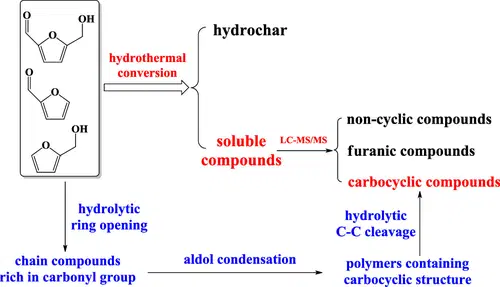 O
OH
O
hydrochar
hydrothermal
conversion
O
O
non-cyclic compounds
soluble
compounds
LC-MS/MS
furanic compounds
OH
O
carbocyclic compounds
hydrolytic
ring opening
hydrolytic
C-C cleavage
chain compounds
rich in carbonyl group
aldol condensation
polymers containing
carbocyclic structure